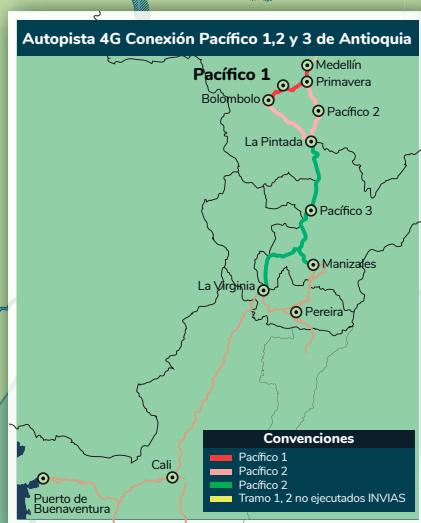 Autopista 4G Conexión Pacífico 1,2 y 3 de Antioquia
Medellín
Pacífico 1
Primavera
Bolombolo
Pacífico 2
La Pintada
Pacífico 3
Manizales
La Virginia
Pereira
Cali
Puerto de
Buenaventura
Convenciones
Pacífico 1
Pacífico 2
Pacífico 2
Tramo 1, 2 no ejecutados INVIAS